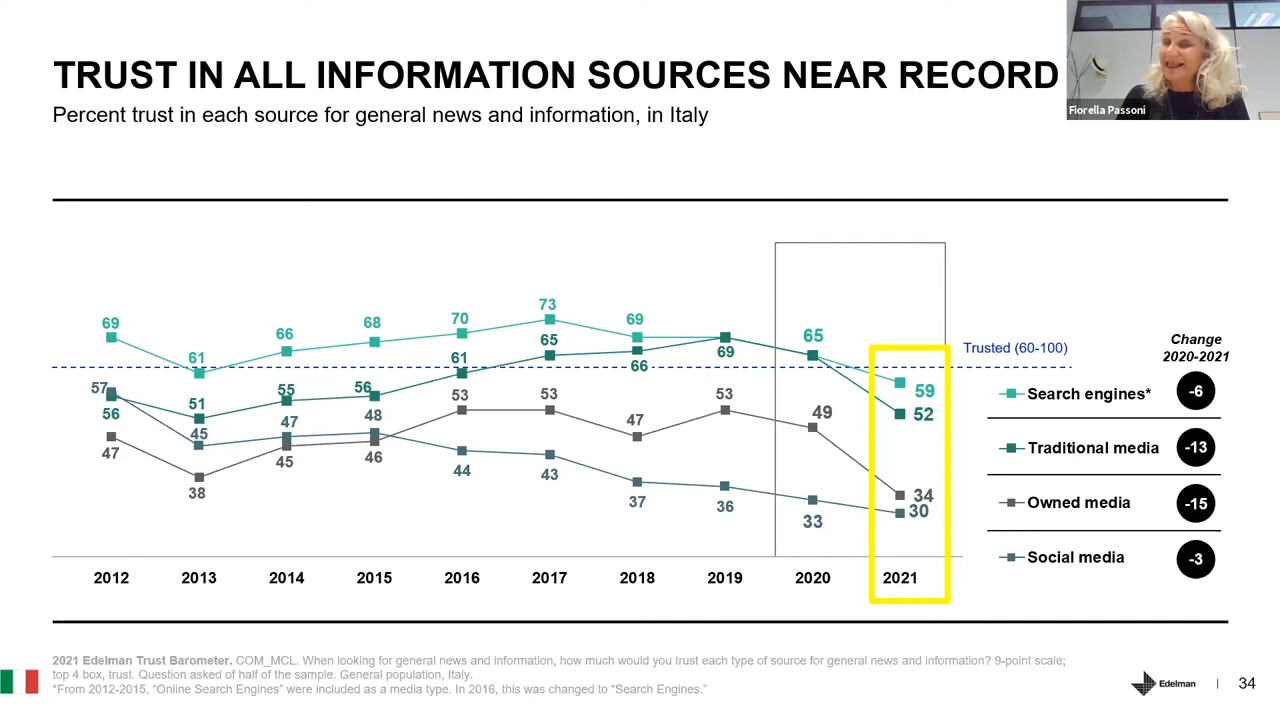 TRUST IN ALL INFORMATION SOURCES NEAR RECORD
Fiorella Passoni
Percent trust in each source for general news and information, in Italy
69 61 66 68 70 73 69 65
57 56 51 55 56 61 65 66 69
45 47 48 53 53 47 53 49 59 52
47 38 45 46 44 43 37 36 33 34 30
Trusted (60-100)
Change
2020-2021
Search engines* -6
Traditional media -13
Owned media -15
Social media -3
2012 2013 2014 2015 2016 2017 2018 2019 2020 2021
2021 Edelman Trust Barometer. COM_MCL. When looking for general news and information, how much would you trust each type of source for general news and information? 9-point scale;
top 4 box, trust. Question asked of half of the sample. General population, Italy.
*From 2012-2015, “Online Search Engines” were included as a media type. In 2016, this was changed to “Search Engines.”
Edelman | 34